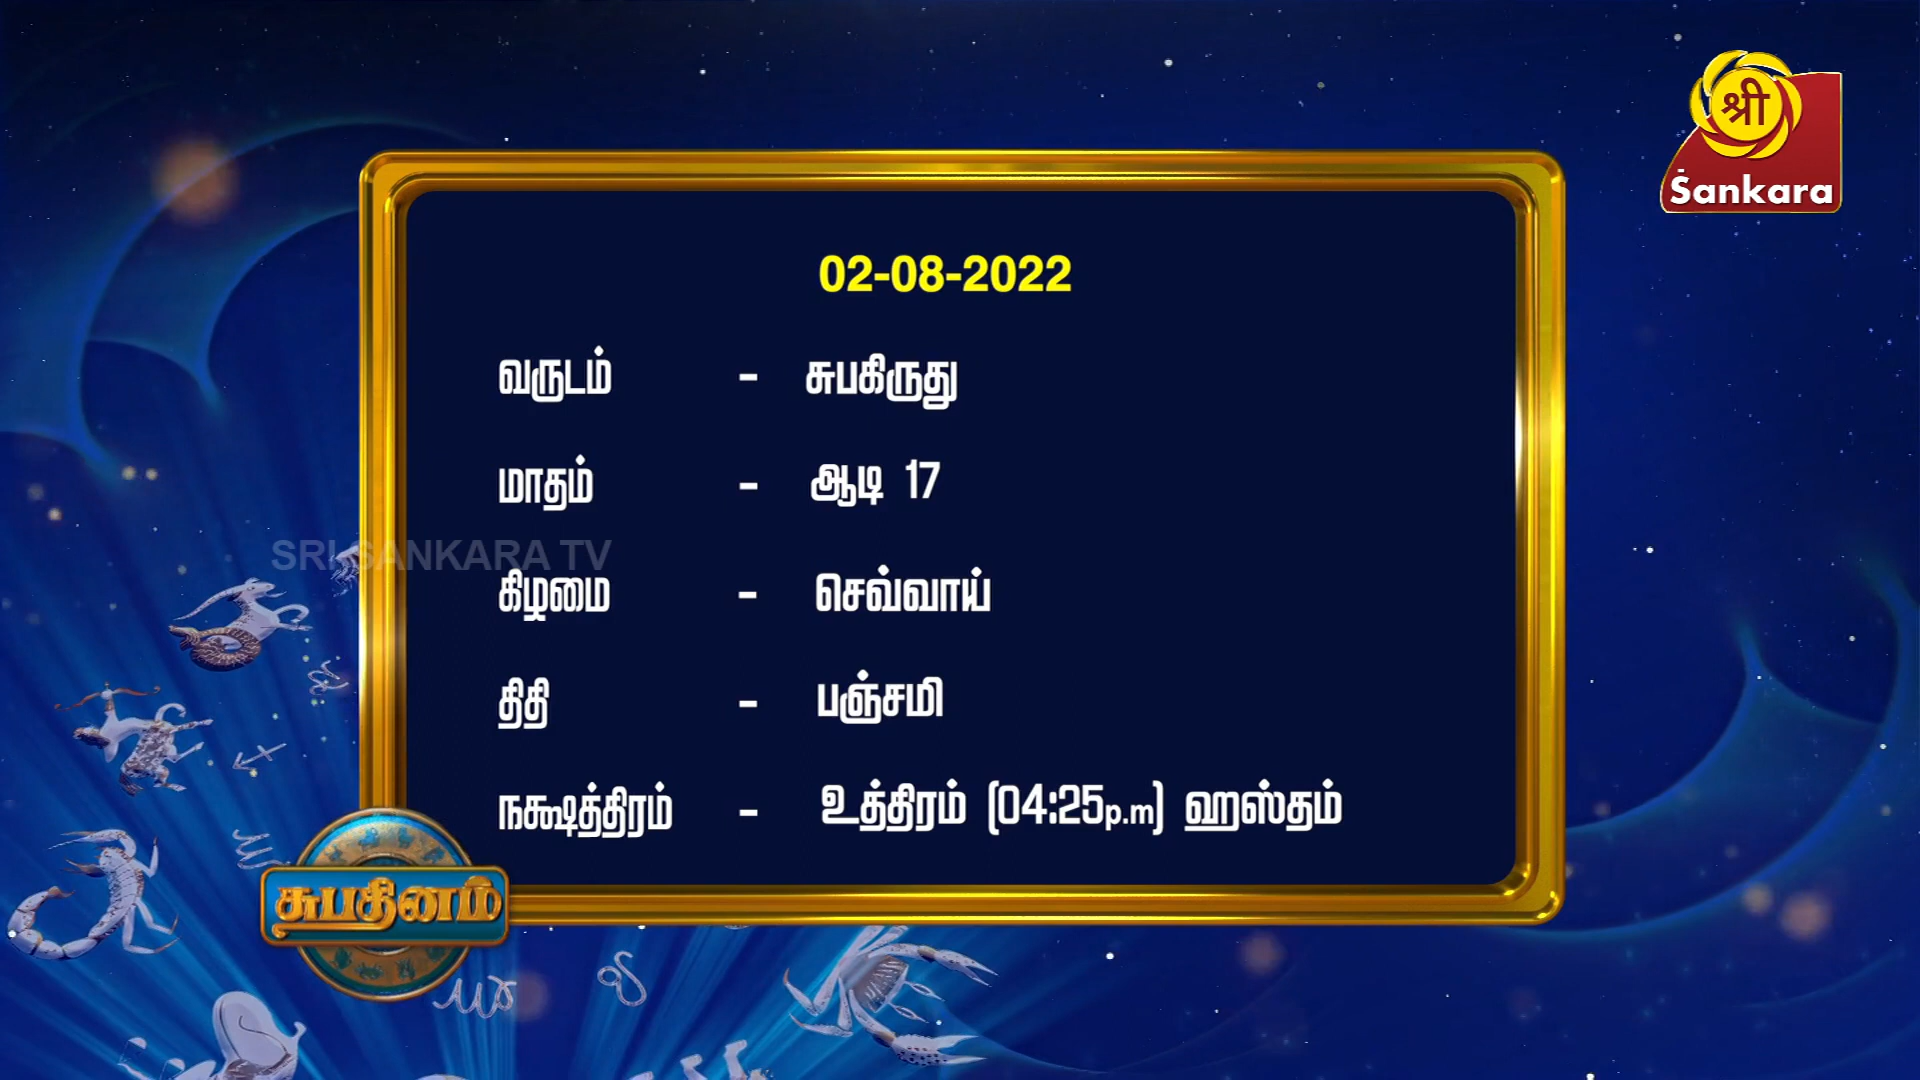 श्री
Sankara
02-08-2022
வருடம் - சுபகிருது
மாதம் - ஆடி 17
SRI SANKARA TV
கிழமை - செவ்வாய்
திதி - பஞ்சமி
நக்ஷத்திரம் - உத்திரம் (04:25p.m) ஹஸ்தம்
சுபதினம்